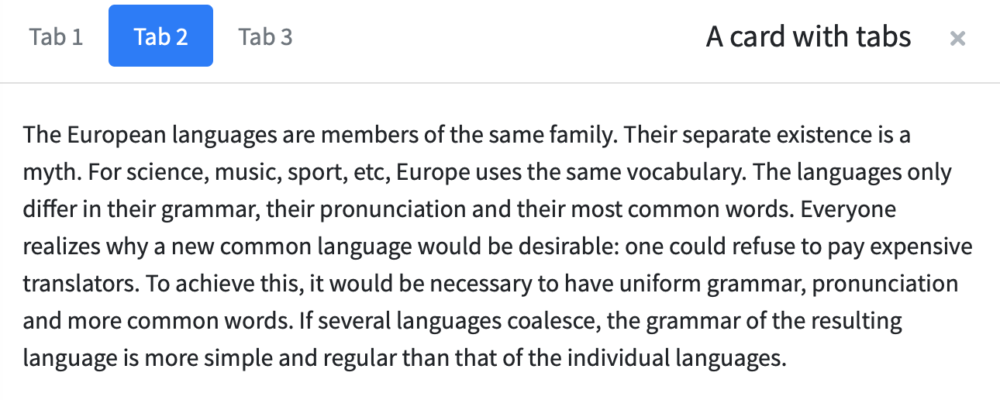 Tab 1 Tab 2 Tab 3 A card with tabs ×
The European languages are members of the same family. Their separate existence is a
myth. For science, music, sport, etc, Europe uses the same vocabulary. The languages only
differ in their grammar, their pronunciation and their most common words. Everyone
realizes why a new common language would be desirable: one could refuse to pay expensive
translators. To achieve this, it would be necessary to have uniform grammar, pronunciation
and more common words. If several languages coalesce, the grammar of the resulting
language is more simple and regular than that of the individual languages.